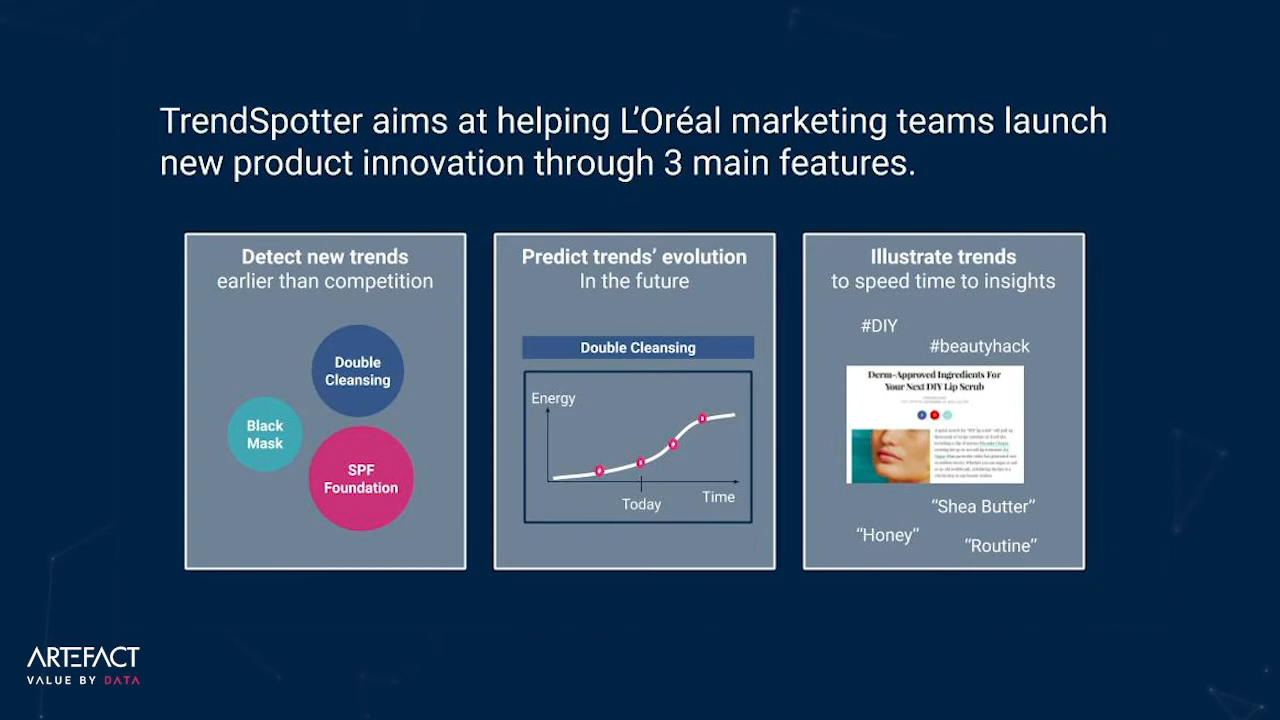 TrendSpotter aims at helping L’Oréal marketing teams launch
new product innovation through 3 main features.
Detect new trends
earlier than competition
Double
Cleansing
Black
Mask
SPF
Foundation
Predict trends’ evolution
In the future
Double Cleansing
Energy
Today
Time
Illustrate trends
to speed time to insights
#DIY
#beautyhack
Derm-Approved Ingredients For
Your Next DIY Lip Scrub
“Shea Butter”
“Honey”
“Routine”
ARTEFACT
VALUE BY DATA